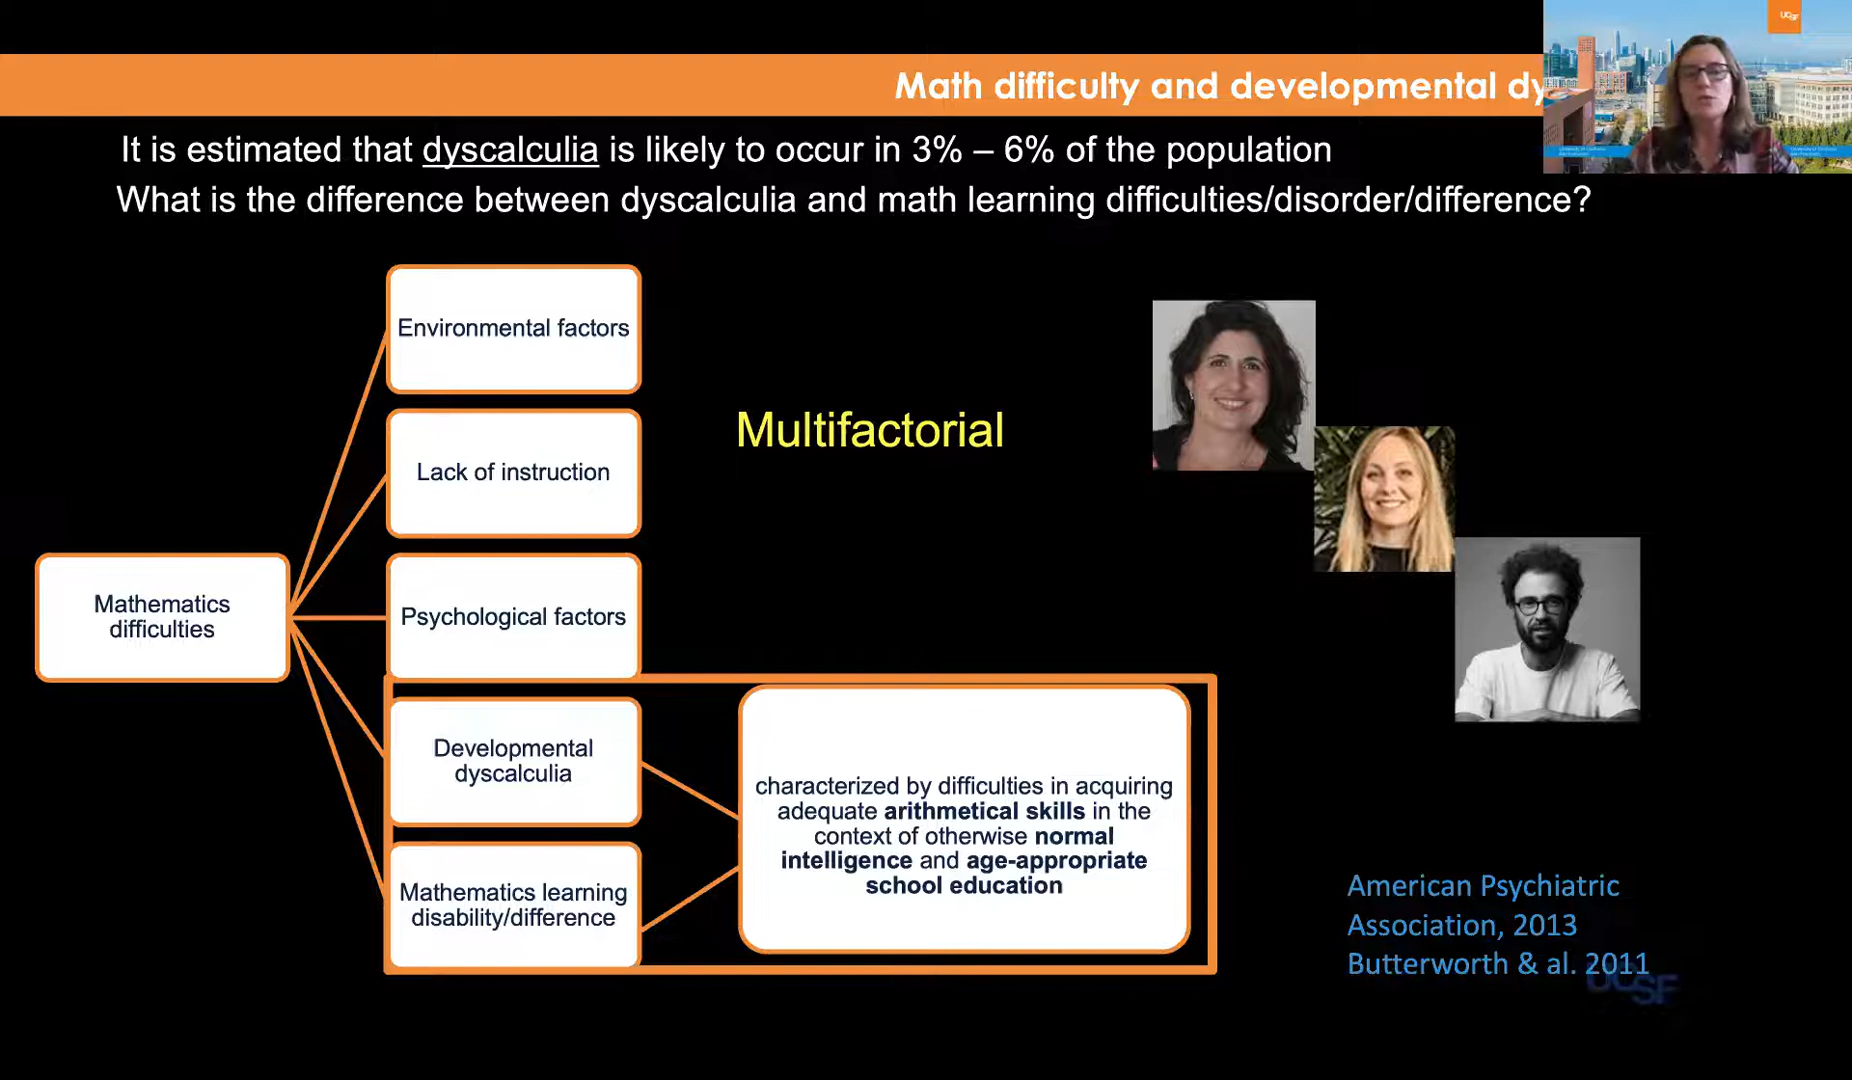 Math difficulty and developmental dy
UCSF
It is estimated that dyscalculia is likely to occur in 3% – 6% of the population
What is the difference between dyscalculia and math learning difficulties/disorder/difference?
Environmental factors
Lack of instruction
Multifactorial
Mathematics
difficulties
Psychological factors
Developmental
dyscalculia
Mathematics learning
disability/difference
characterized by difficulties in acquiring
adequate arithmetical skills in the
context of otherwise normal
intelligence and age-appropriate
school education
American Psychiatric
Association, 2013
Butterworth & al. 2011
UCSF